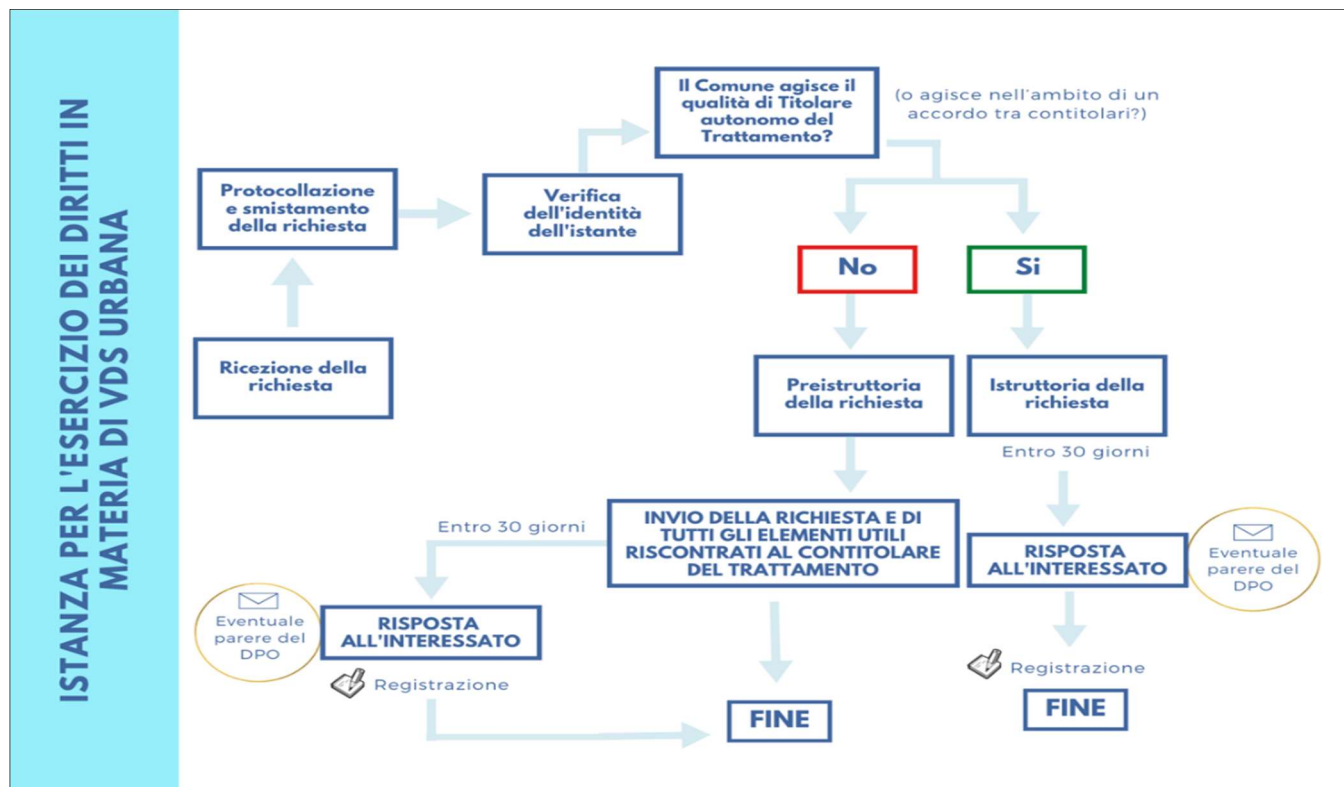 ISTANZA PER L'ESERCIZIO DEI DIRITTI IN
MATERIA DI VDS URBANA
Il Comune agisce il
qualità di Titolare
autonomo del
Trattamento?
(o agisce nell'ambito di un
accordo tra contitolari?)
Protocollazione
e smistamento
della richiesta
Verifica
dell'identità
dell'istante
No
Si
Ricezione della
richiesta
Preistruttoria
della richiesta
Istruttoria della
richiesta
Entro 30 giorni
Entro 30 giorni
INVIO DELLA RICHIESTA E DI
TUTTI GLI ELEMENTI UTILI
RISCONTRATI AL CONTITOLARE
DEL TRATTAMENTO
RISPOSTA
ALL'INTERESSATO
Eventuale
parere del
DPO
Eventuale
parere del
DPO
RISPOSTA
ALL'INTERESSATO
Registrazione
Registrazione
FINE
FINE